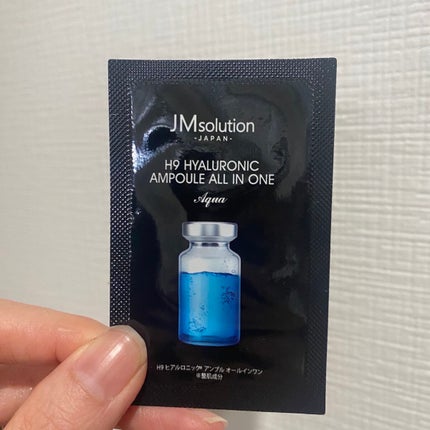 JMsolution
-JAPAN-
H9 HYALURONIC
AMPOULE ALL IN ONE
Aqua
H9 ヒアルロニック※ アンプル オールインワン
※整肌成分